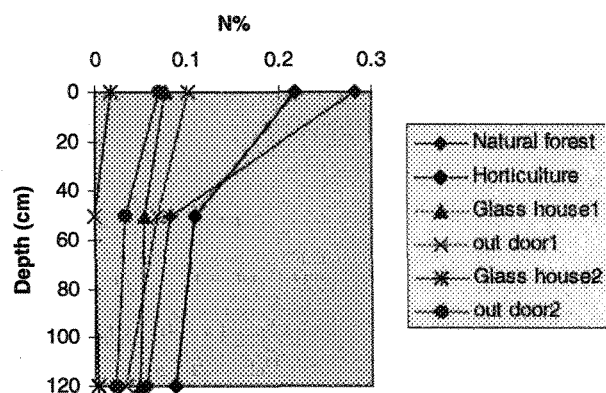 N%
0 0.1 0.2 0.3
0
20
40
60
80
100
120
Depth (cm)
Natural forest
Horticulture
Glass house1
out door1
Glass house2
out door2